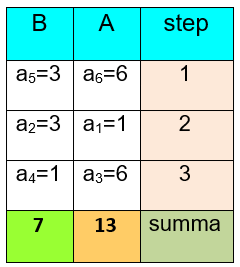 B A step
a₅=3 a₆=6 1
a₂=3 a₁=1 2
a₄=1 a₃=6 3
7 13 summa